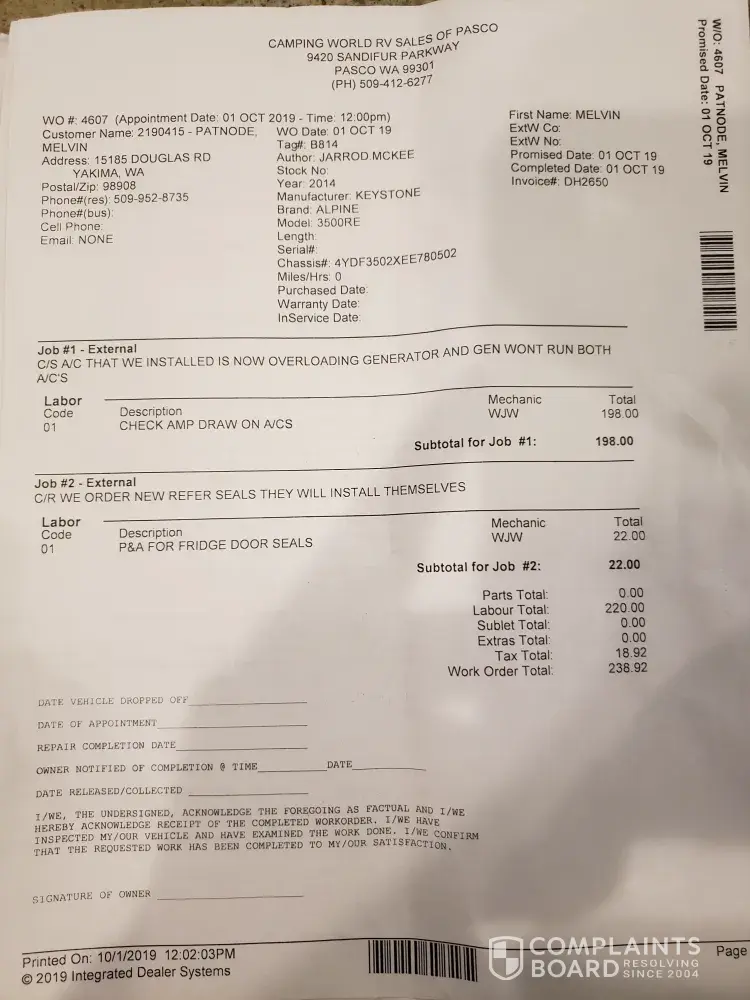 CAMPING WORLD RV SALES OF PASCO
9420 SANDIFUR PARKWAY
PASCO WA 99301
(PH) 509-412-6277
W/O: 4607 PATNODE, MELVIN
Promised Date: 01 OCT 19
WO #: 4607 (Appointment Date: 01 OCT 2019 - Time: 12:00pm)
Customer Name: 2190415 - PATNODE,
MELVIN
Address: 15185 DOUGLAS RD
YAKIMA, WA
Postal/Zip: 98908
Phone#(res): 509-952-8735
Phone#(bus):
Cell Phone:
Email: NONE
WO Date: 01 OCT 19
Tag#: B814
Author: JARROD.MCKEE
Stock No:
Year: 2014
Manufacturer: KEYSTONE
Brand: ALPINE
Model: 3500RE
Length:
Serial#:
Chassis#: 4YDF3502XEE780502
Miles/Hrs: 0
Purchased Date:
Warranty Date:
InService Date:
First Name: MELVIN
ExtW Co:
ExtW No:
Promised Date: 01 OCT 19
Completed Date: 01 OCT 19
Invoice#: DH2650
Job #1 - External
C/S A/C THAT WE INSTALLED IS NOW OVERLOADING GENERATOR AND GEN WONT RUN BOTH
A/C'S
Labor
Code Description Mechanic Total
01 CHECK AMP DRAW ON A/CS WJW 198.00
Subtotal for Job #1: 198.00
Job #2 - External
C/R WE ORDER NEW REFER SEALS THEY WILL INSTALL THEMSELVES
Labor
Code Description Mechanic Total
01 P&A FOR FRIDGE DOOR SEALS WJW 22.00
Subtotal for Job #2: 22.00
Parts Total: 0.00
Labour Total: 220.00
Sublet Total: 0.00
Extras Total: 0.00
Tax Total: 18.92
Work Order Total: 238.92
DATE VEHICLE DROPPED OFF
DATE OF APPOINTMENT
REPAIR COMPLETION DATE
OWNER NOTIFIED OF COMPLETION @ TIME DATE
DATE RELEASED/COLLECTED
I/WE, THE UNDERSIGNED, ACKNOWLEDGE THE FOREGOING AS FACTUAL AND I/WE
HEREBY ACKNOWLEDGE RECEIPT OF THE COMPLETED WORKORDER. I/WE HAVE
INSPECTED MY/OUR VEHICLE AND HAVE EXAMINED THE WORK DONE. I/WE CONFIRM
THAT THE REQUESTED WORK HAS BEEN COMPLETED TO MY/OUR SATISFACTION.
SIGNATURE OF OWNER
Printed On: 10/1/2019 12:02:03PM
© 2019 Integrated Dealer Systems
Page
COMPLAINTS
BOARD RESOLVING
SINCE 2004